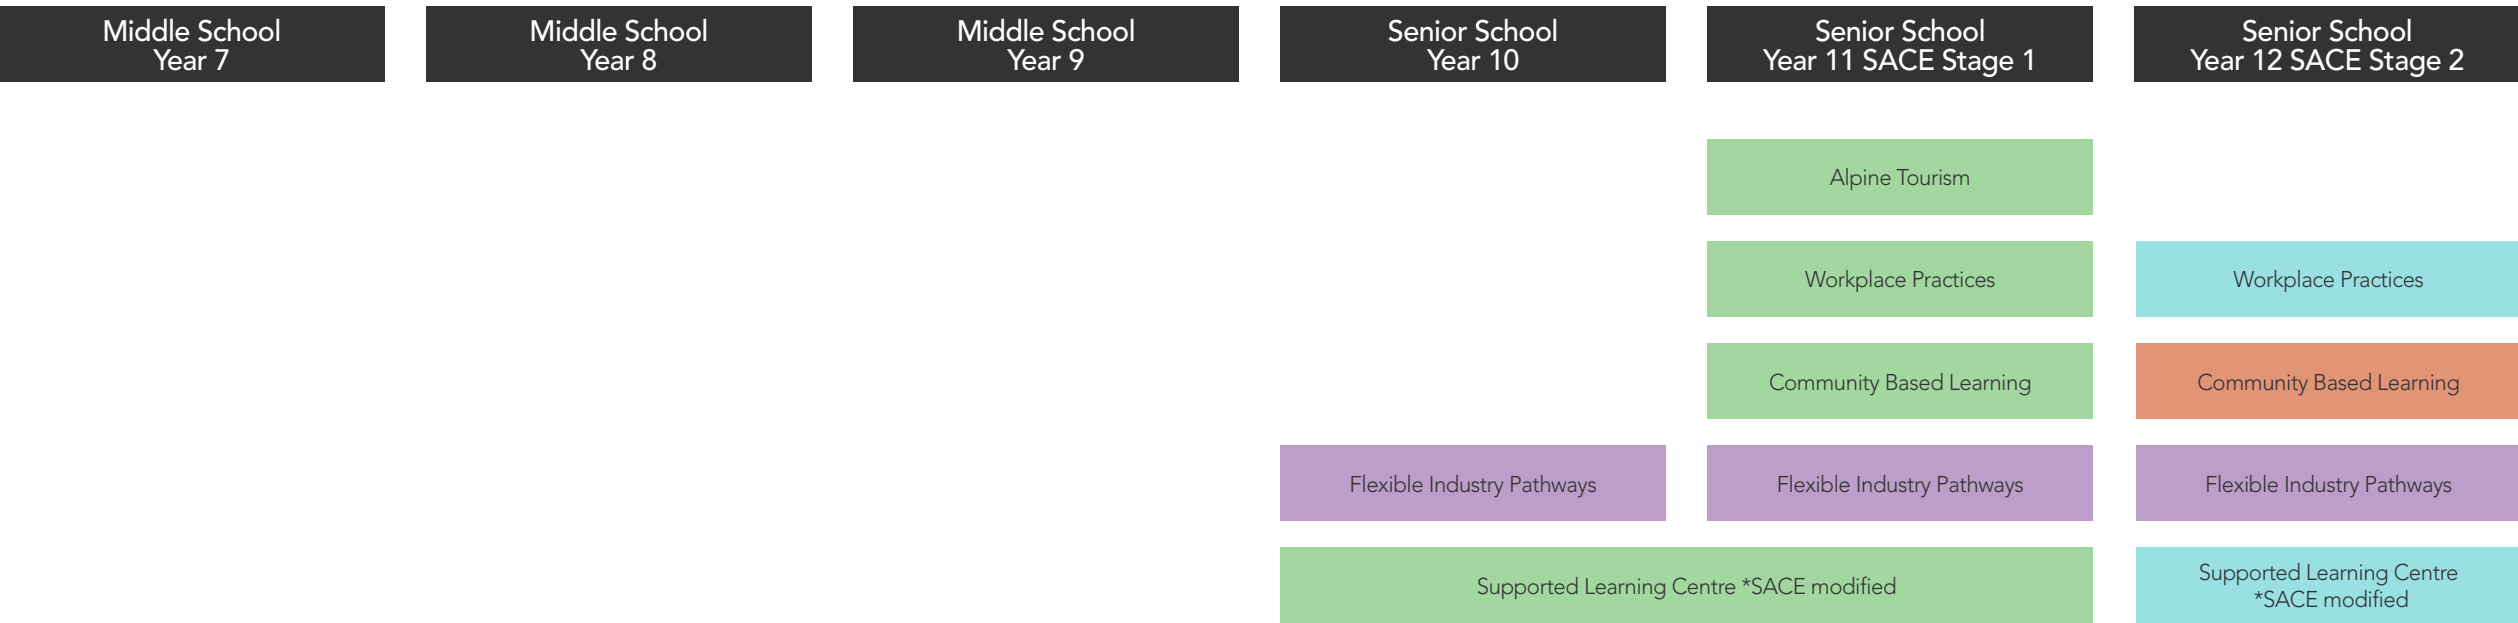 Middle School
Year 7
Middle School
Year 8
Middle School
Year 9
Senior School
Year 10
Senior School
Year 11 SACE Stage 1
Senior School
Year 12 SACE Stage 2
Alpine Tourism
Workplace Practices
Workplace Practices
Community Based Learning
Community Based Learning
Flexible Industry Pathways
Flexible Industry Pathways
Flexible Industry Pathways
Supported Learning Centre *SACE modified
Supported Learning Centre
*SACE modified